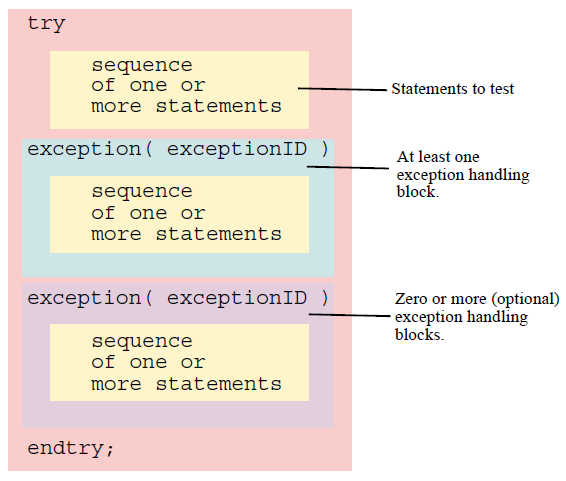 try
sequence
of one or
more statements
Statements to test
exception( exceptionID )
At least one
exception handling
block.
sequence
of one or
more statements
exception( exceptionID )
Zero or more (optional)
exception handling
blocks.
sequence
of one or
more statements
endtry;